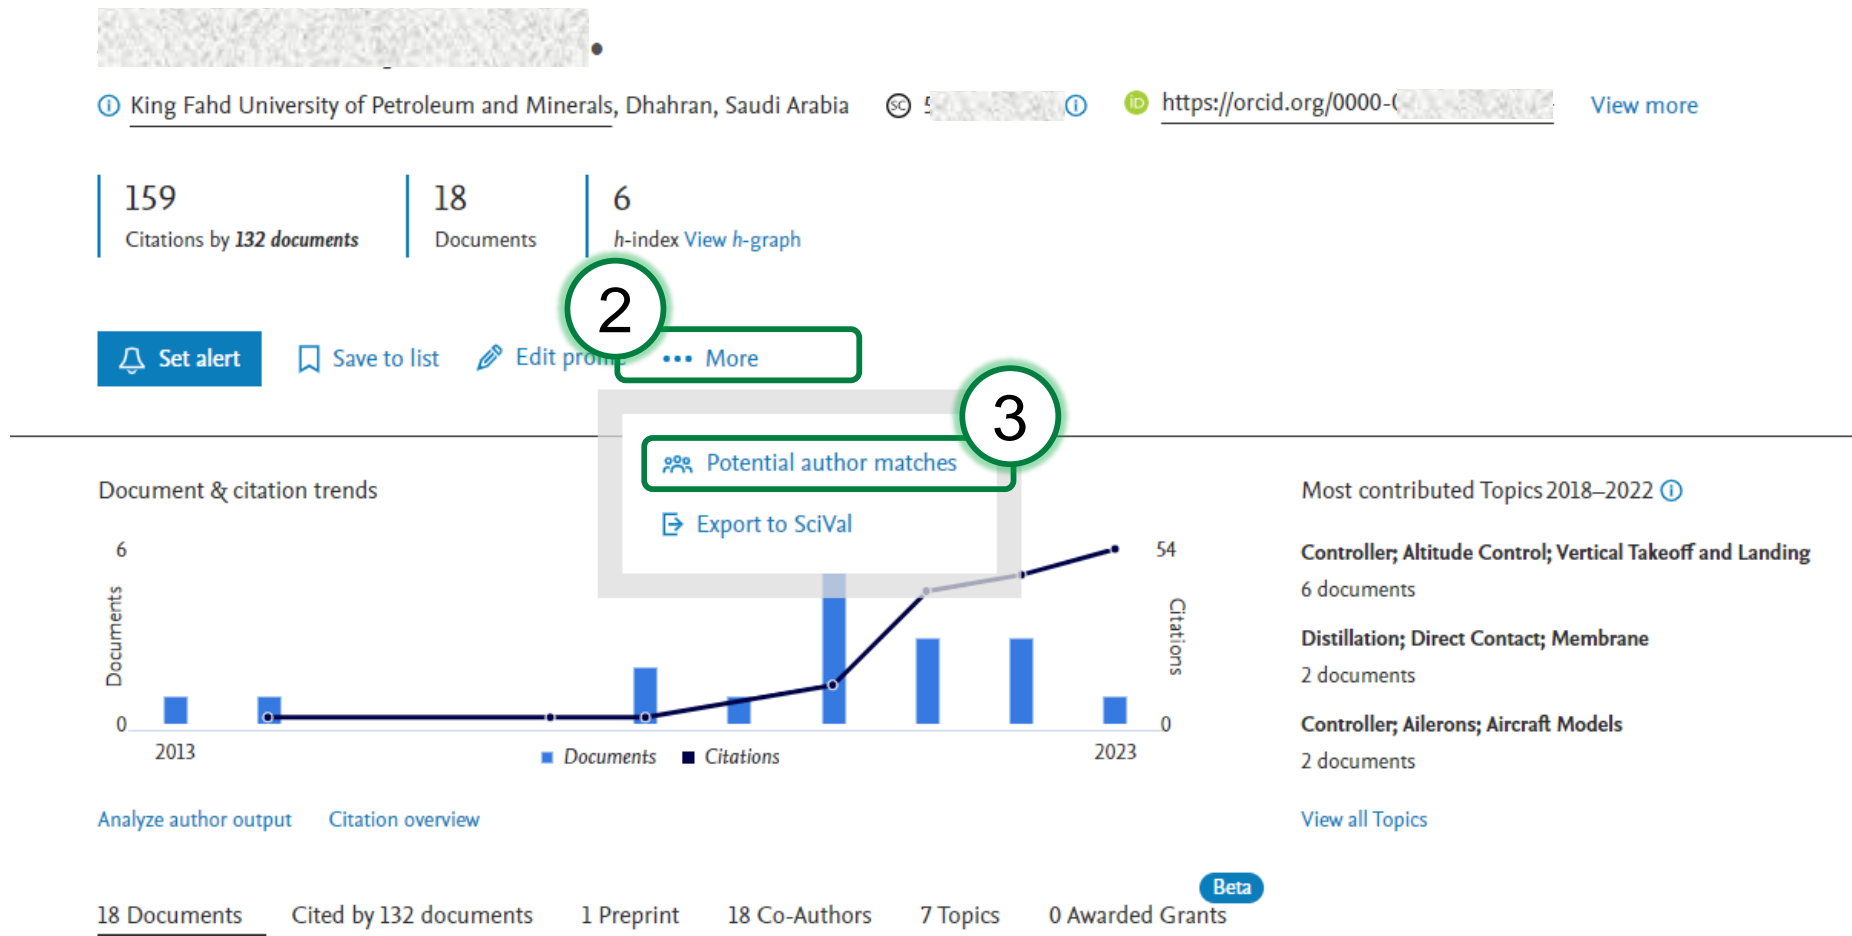 King Fahd University of Petroleum and Minerals, Dhahran, Saudi Arabia
SC 5
iD https://orcid.org/0000-
View more
159
Citations by 132 documents
18
Documents
6
h-index View h-graph
2
Set alert
Save to list
Edit profile
More
3
Potential author matches
Export to SciVal
Document & citation trends
6
Documents
0
2013
2023
54
Citations
0
Documents
Citations
Analyze author output
Citation overview
Most contributed Topics 2018–2022
Controller; Altitude Control; Vertical Takeoff and Landing
6 documents
Distillation; Direct Contact; Membrane
2 documents
Controller; Ailerons; Aircraft Models
2 documents
View all Topics
Beta
18 Documents
Cited by 132 documents
1 Preprint
18 Co-Authors
7 Topics
0 Awarded Grants